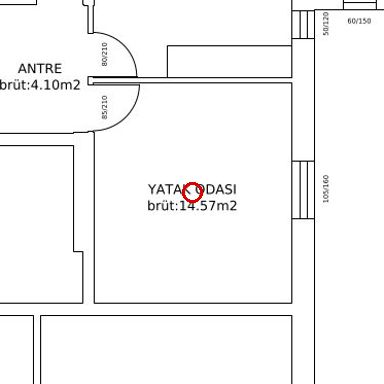 50/120
60/150
80/210
ANTRE
brüt:4.10m2
85/210
YATAK ODASI
brüt:14.57m2
105/160